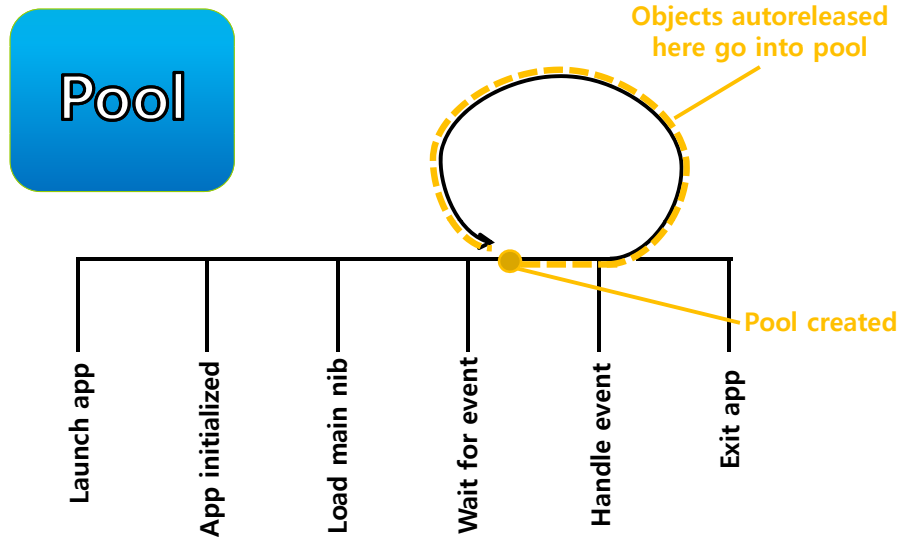 Objects autoreleased
here go into pool
Pool
Pool created
Launch app
App initialized
Load main nib
Wait for event
Handle event
Exit app